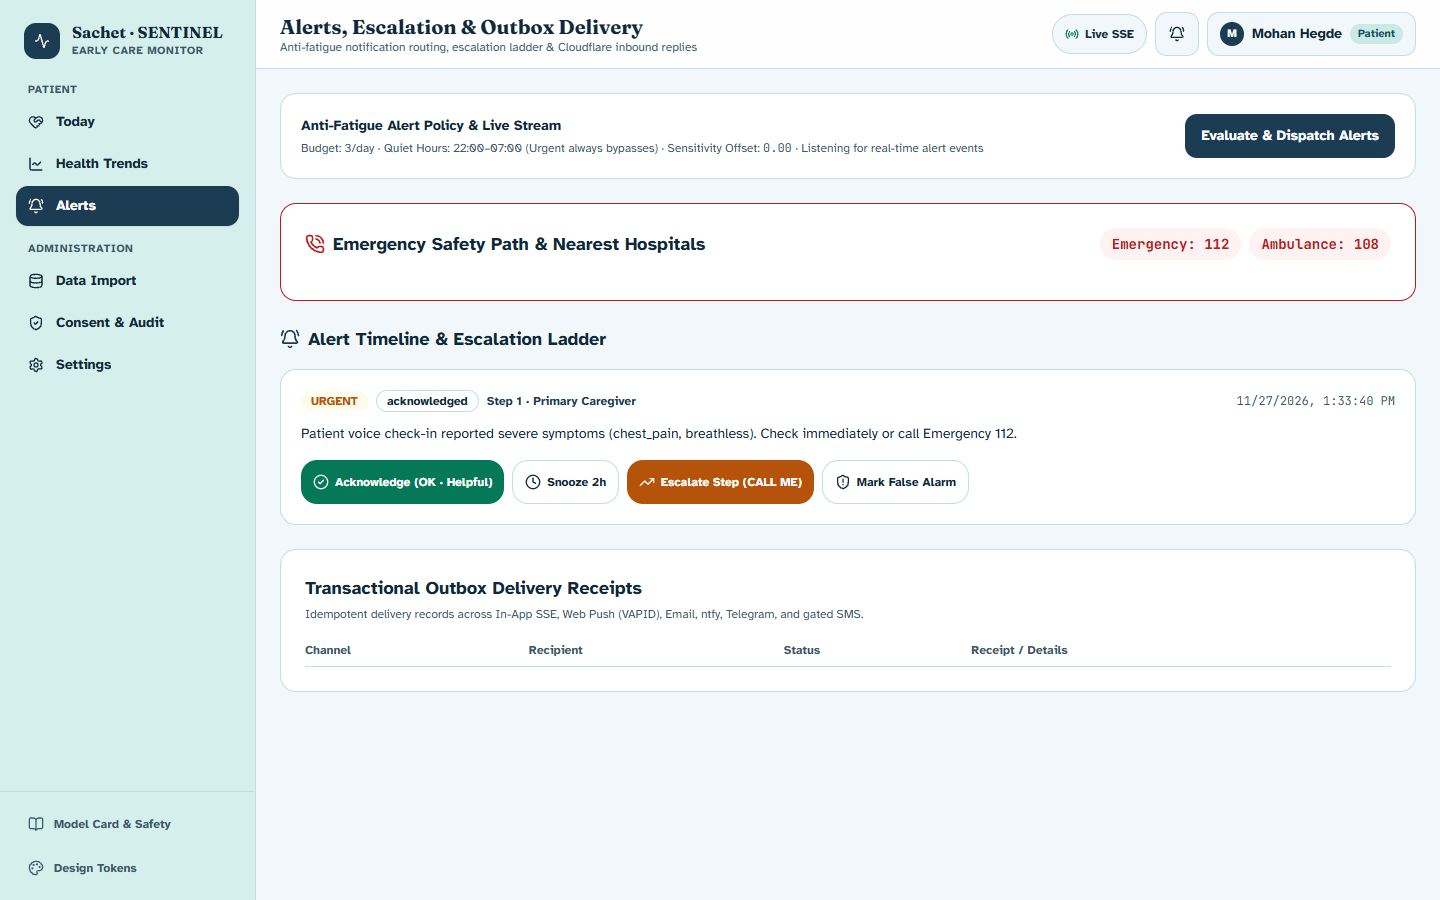 Sachet · SENTINEL
EARLY CARE MONITOR
PATIENT
Today
Health Trends
Alerts
ADMINISTRATION
Data Import
Consent & Audit
Settings
Model Card & Safety
Design Tokens
Alerts, Escalation & Outbox Delivery
Anti-fatigue notification routing, escalation ladder & Cloudflare inbound replies
Live SSE
M Mohan Hegde Patient
Anti-Fatigue Alert Policy & Live Stream
Budget: 3/day · Quiet Hours: 22:00–07:00 (Urgent always bypasses) · Sensitivity Offset: 0.00 · Listening for real-time alert events
Evaluate & Dispatch Alerts
Emergency Safety Path & Nearest Hospitals
Emergency: 112
Ambulance: 108
Alert Timeline & Escalation Ladder
URGENT acknowledged Step 1 · Primary Caregiver 11/27/2026, 1:33:40 PM
Patient voice check-in reported severe symptoms (chest_pain, breathless). Check immediately or call Emergency 112.
Acknowledge (OK · Helpful) Snooze 2h Escalate Step (CALL ME) Mark False Alarm
Transactional Outbox Delivery Receipts
Idempotent delivery records across In-App SSE, Web Push (VAPID), Email, ntfy, Telegram, and gated SMS.
Channel Recipient Status Receipt / Details